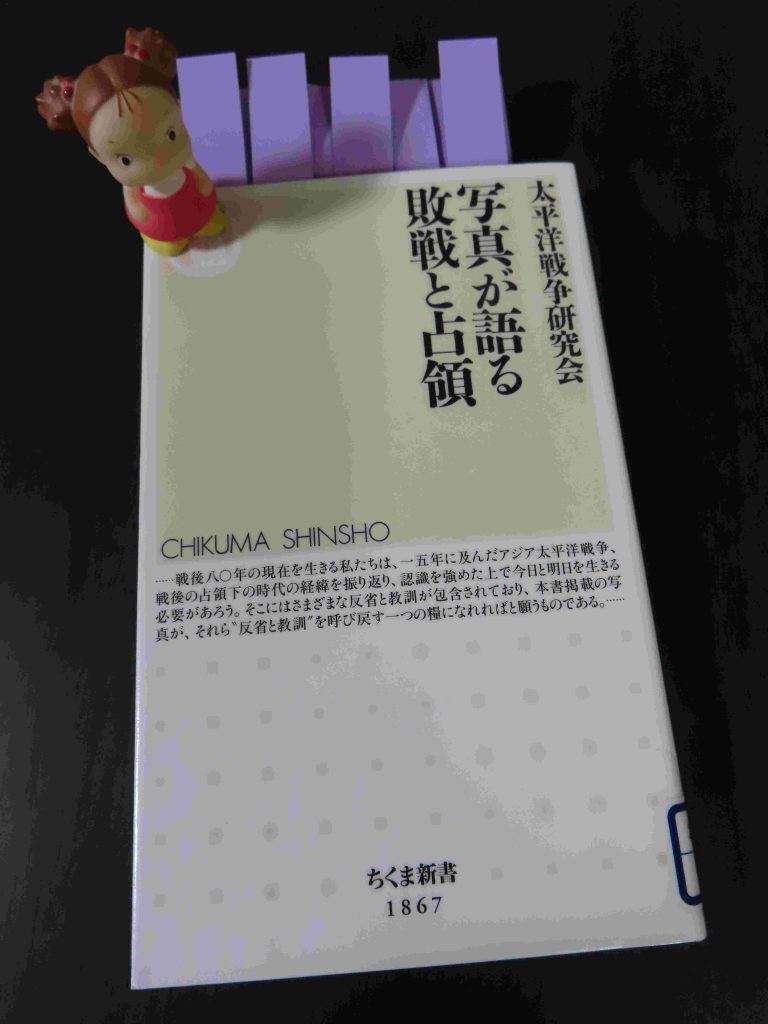 太平洋戦争研究会
写真が語る
敗戦と占領
CHIKUMA SHINSHO
……戦後八〇年の現在を生きる私たちは、一五年に及んだアジア太平洋戦争、
戦後の占領下の時代の経緯を振り返り、認識を強めた上で今日と明日を生きる
必要があろう。そこにはさまざまな反省と教訓が包含されており、本書掲載の写
真が、それら〝反省と教訓〟を呼び戻す一つの糧になれればと願うものである。……
ちくま新書
1867